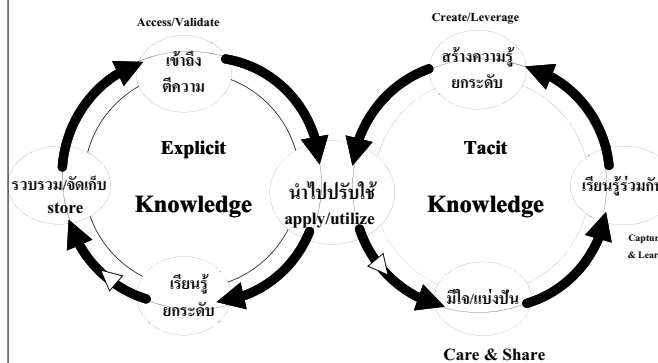 Access/Validate
เข้าถึง
ตีความ
Explicit
Knowledge
รวบรวม/จัดเก็บ
store
นำไปปรับใช้
apply/utilize
เรียนรู้
ยกระดับ
Create/Leverage
สร้างความรู้
ยกระดับ
Tacit
Knowledge
เรียนรู้ร่วมกัน
& Lear
มีใจ/แบ่งปัน
Care & Share